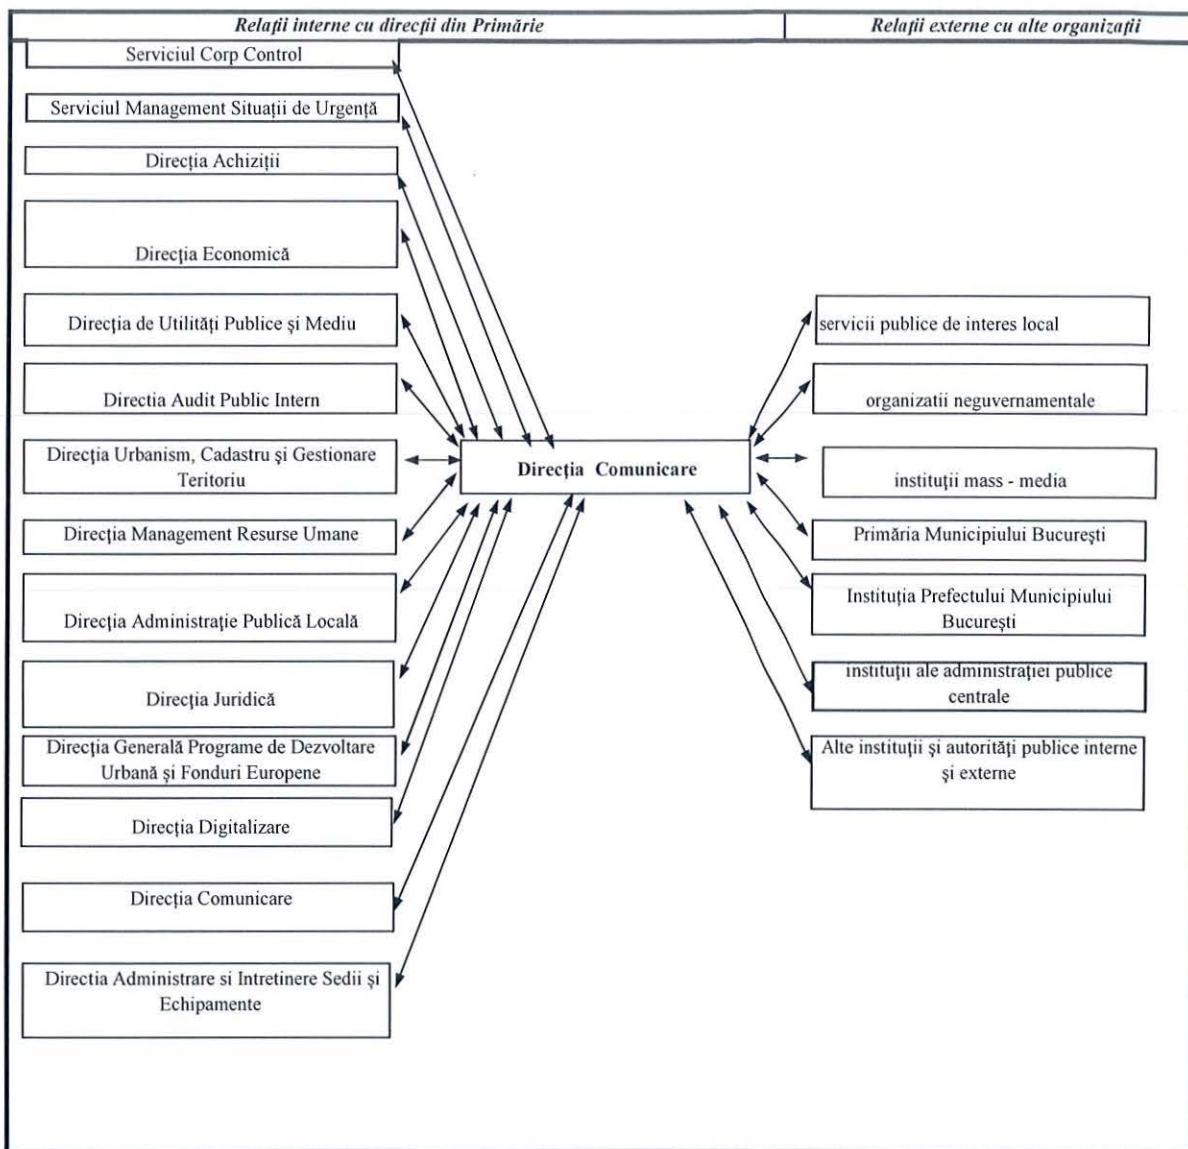 Relații interne cu direcții din Primărie
Relații externe cu alte organizații
Serviciul Corp Control
Serviciul Management Situații de Urgență
Direcția Achiziții
Direcția Economică
Direcția de Utilități Publice și Mediu
Directia Audit Public Intern
Direcția Urbanism, Cadastru și Gestionare
Teritoriu
Direcția Management Resurse Umane
Direcția Administrație Publică Locală
Direcția Juridică
Direcția Generală Programe de Dezvoltare
Urbană și Fonduri Europene
Direcția Digitalizare
Direcția Comunicare
Directia Administrare si Intretinere Sedii și
Echipamente
Direcția Comunicare
servicii publice de interes local
organizatii neguvernamentale
instituții mass - media
Primăria Municipiului București
Instituția Prefectului Municipiului
București
instituții ale administrației publice
centrale
Alte instituții și autorități publice interne
și externe